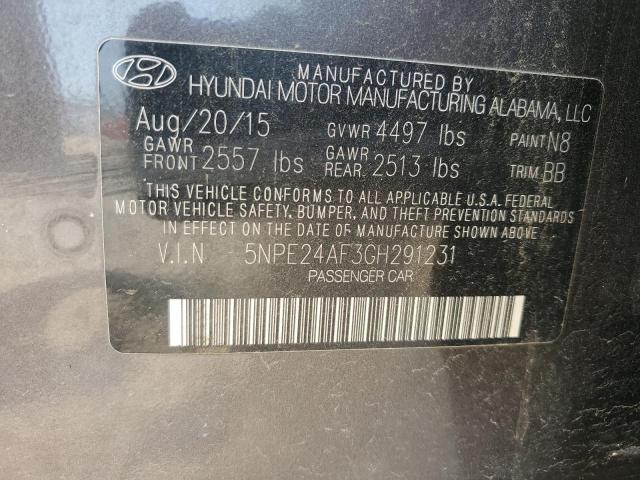 MANUFACTURED BY
HYUNDAI MOTOR MANUFACTURING ALABAMA, LLC
Aug/20/15 GVWR 4497 lbs PAINT N8
GAWR FRONT 2557 lbs GAWR REAR. 2513 lbs TRIM. BB
THIS VEHICLE CONFORMS TO ALL APPLICABLE U.S.A. FEDERAL
MOTOR VEHICLE SAFETY, BUMPER, AND THEFT PREVENTION STANDARDS
IN EFFECT ON THE DATE OF MANUFACTURE SHOWN ABOVE.
V.I.N 5NPE24AF3GH291231
PASSENGER CAR